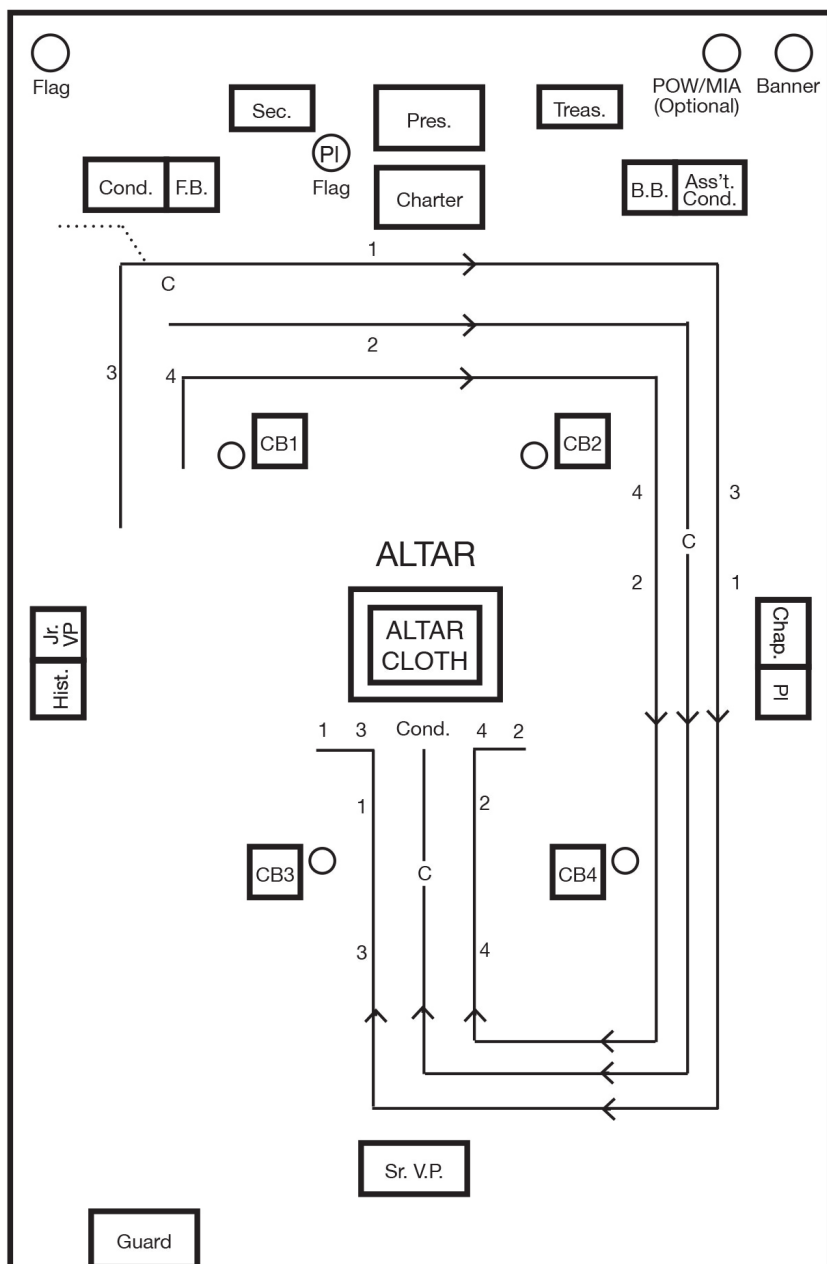 Flag
POW/MIA
(Optional)
Banner
Sec.
Pres.
Treas.
PI
Flag
Charter
Cond.
F.B.
B.B.
Ass't.
Cond.
1
C
2
3
4
CB1
CB2
4
3
C
2
1
ALTAR
ALTAR
CLOTH
Jr.
VP
Hist.
Chap.
PI
1
3
Cond.
4
2
1
2
C
CB3
CB4
3
4
Sr. V.P.
Guard